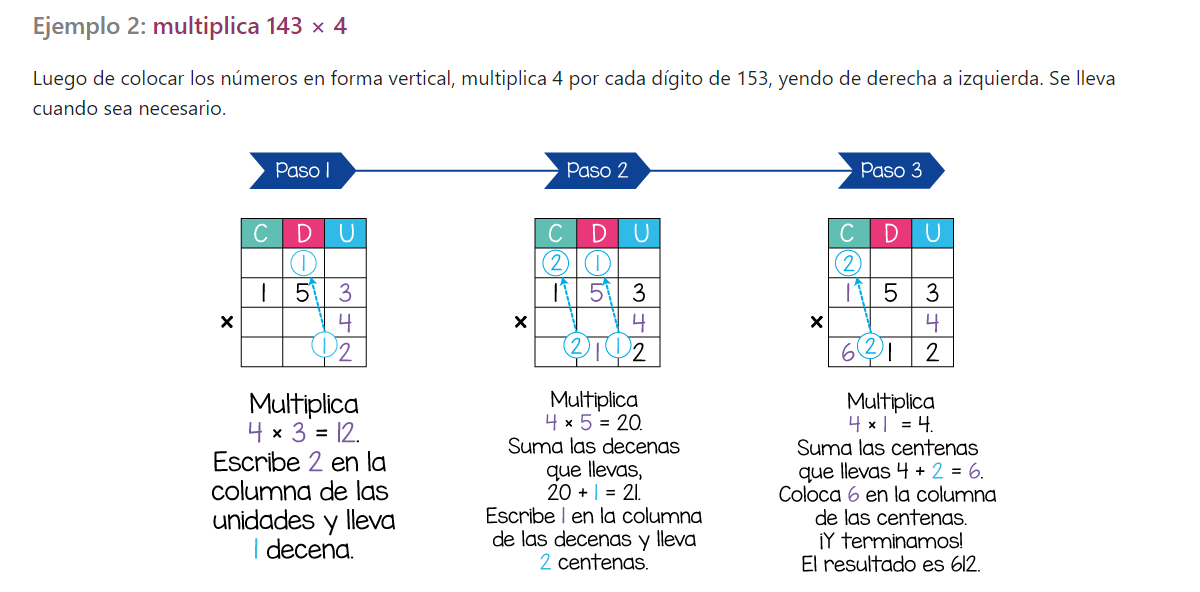 Ejemplo 2: multiplica 143 × 4
Luego de colocar los números en forma vertical, multiplica 4 por cada dígito de 153, yendo de derecha a izquierda. Se lleva
cuando sea necesario.
Paso 1
C D U
1
1 5 3
× 4
1 2
Multiplica
4 × 3 = 12.
Escribe 2 en la
columna de las
unidades y lleva
1 decena.
Paso 2
C D U
2 1
1 5 3
× 4
2 1 1 2
Multiplica
4 × 5 = 20.
Suma las decenas
que llevas,
20 + 1 = 21.
Escribe 1 en la columna
de las decenas y lleva
2 centenas.
Paso 3
C D U
2
1 5 3
× 4
6 2 1 2
Multiplica
4 × 1 = 4.
Suma las centenas
que llevas 4 + 2 = 6.
Coloca 6 en la columna
de las centenas.
¡Y terminamos!
El resultado es 612.